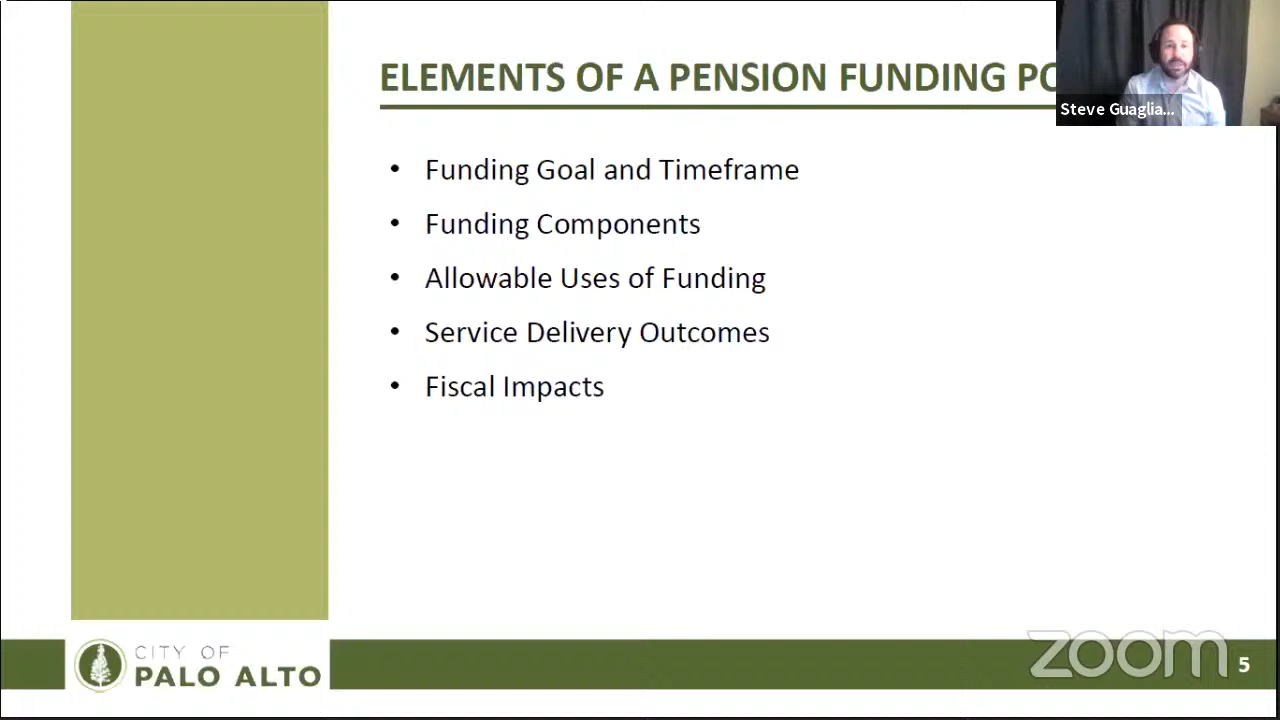 ELEMENTS OF A PENSION FUNDING PO
Steve Guaglia...
• Funding Goal and Timeframe
• Funding Components
• Allowable Uses of Funding
• Service Delivery Outcomes
• Fiscal Impacts
CITY OF
PALO ALTO
zoom
5